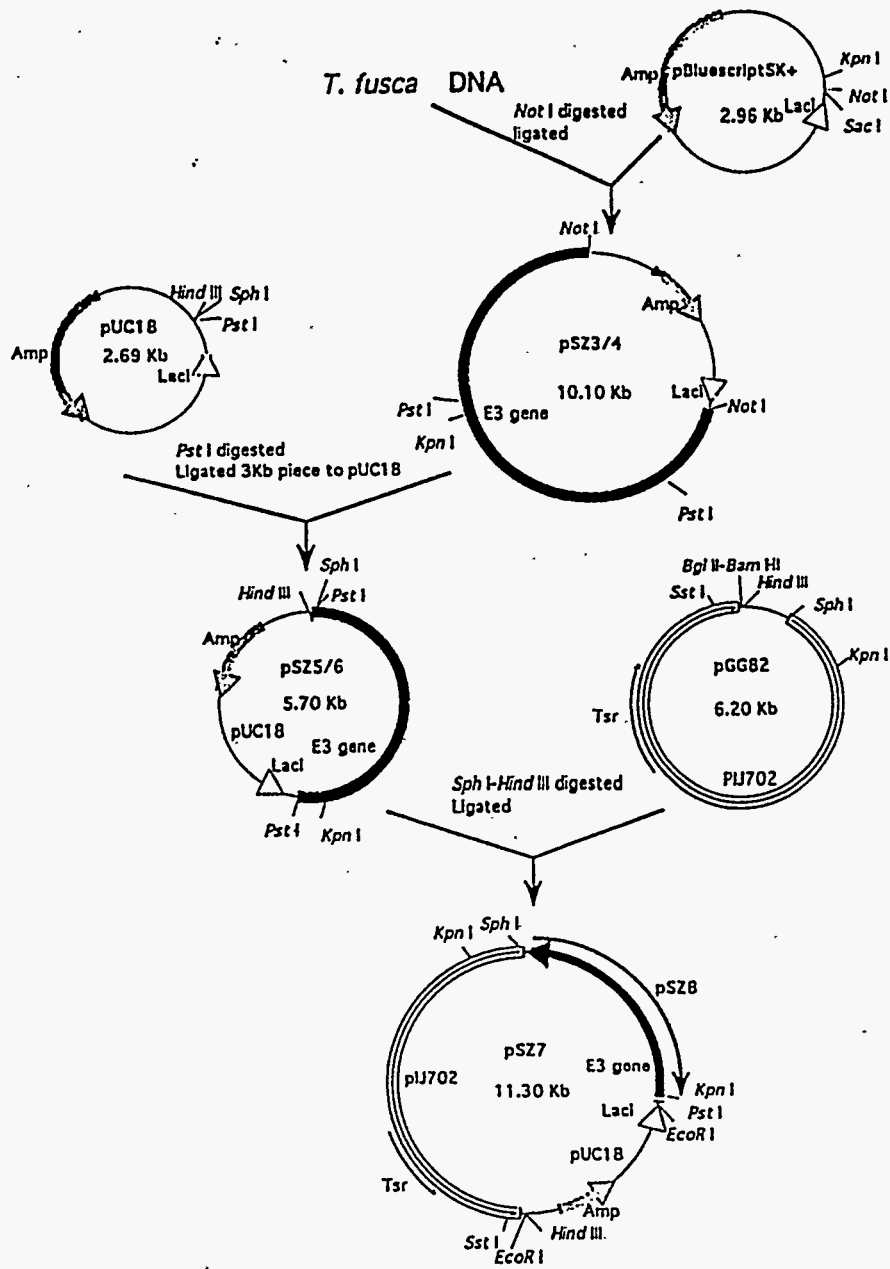 T. fusca DNA
Not I digested
ligated
Amp
pBluescriptSK+
LacI
2.96 Kb
Kpn I
Not I
Sac I
Not I
Amp
pSZ3/4
10.10 Kb
LacI
Not I
Pst I
E3 gene
Kpn I
Pst I
Hind III
Sph I
Pst I
pUC18
2.69 Kb
Amp
LacI
Pst I digested
Ligated 3Kb piece to pUC18
Hind III
Sph I
Pst I
Amp
pSZ5/6
5.70 Kb
pUC18
E3 gene
LacI
Pst I
Kpn I
Bgl II-Bam HI
Sst I
Hind III
Sph I
Kpn I
pGG82
6.20 Kb
Tsr
PIJ702
Sph I-Hind III digested
Ligated
Kpn I
Sph I
pSZ8
pSZ7
11.30 Kb
pIJ702
E3 gene
LacI
Kpn I
Pst I
EcoR I
pUC18
Tsr
Amp
Sst I
EcoR I
Hind III.